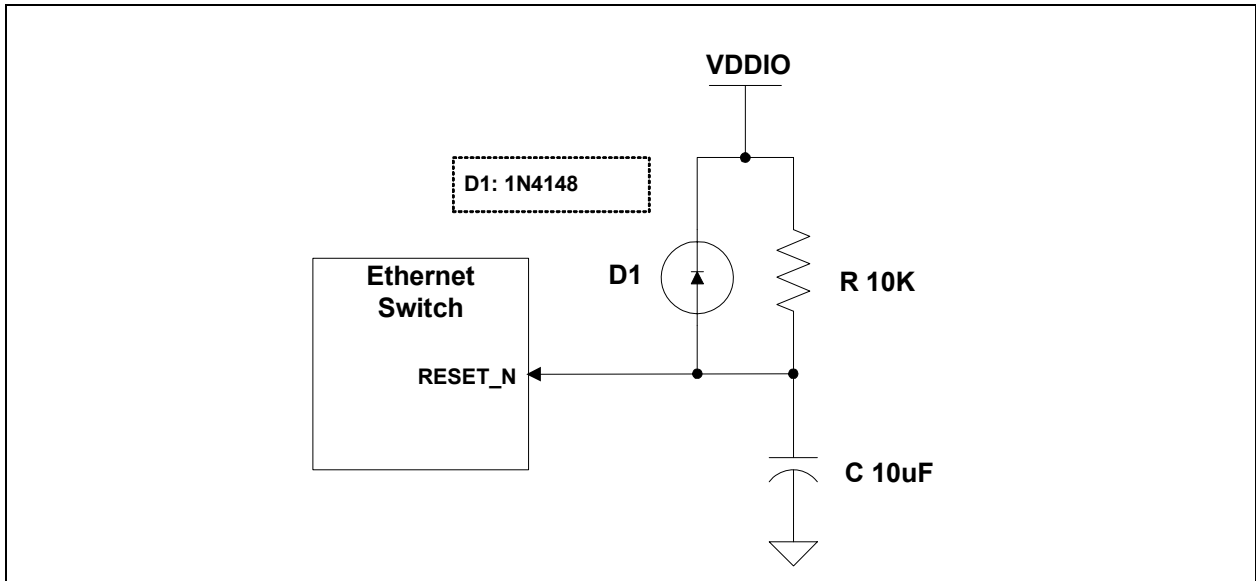 VDDIO
D1: 1N4148
Ethernet
Switch
D1
R 10K
RESET_N
C 10uF